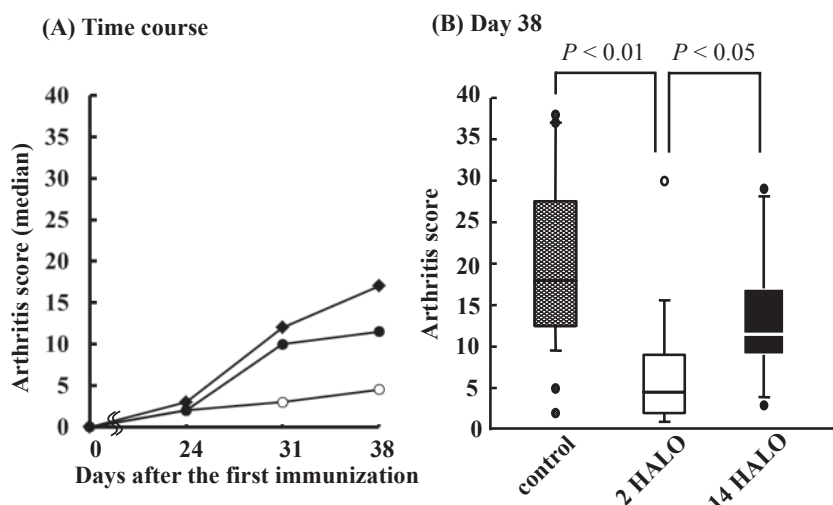 (A) Time course
Arthritis score (median)
40
35
30
25
20
15
10
5
0
0 24 31 38
Days after the first immunization
(B) Day 38
P < 0.01 P < 0.05
Arthritis score
40
35
30
25
20
15
10
5
0
control 2 HALO 14 HALO